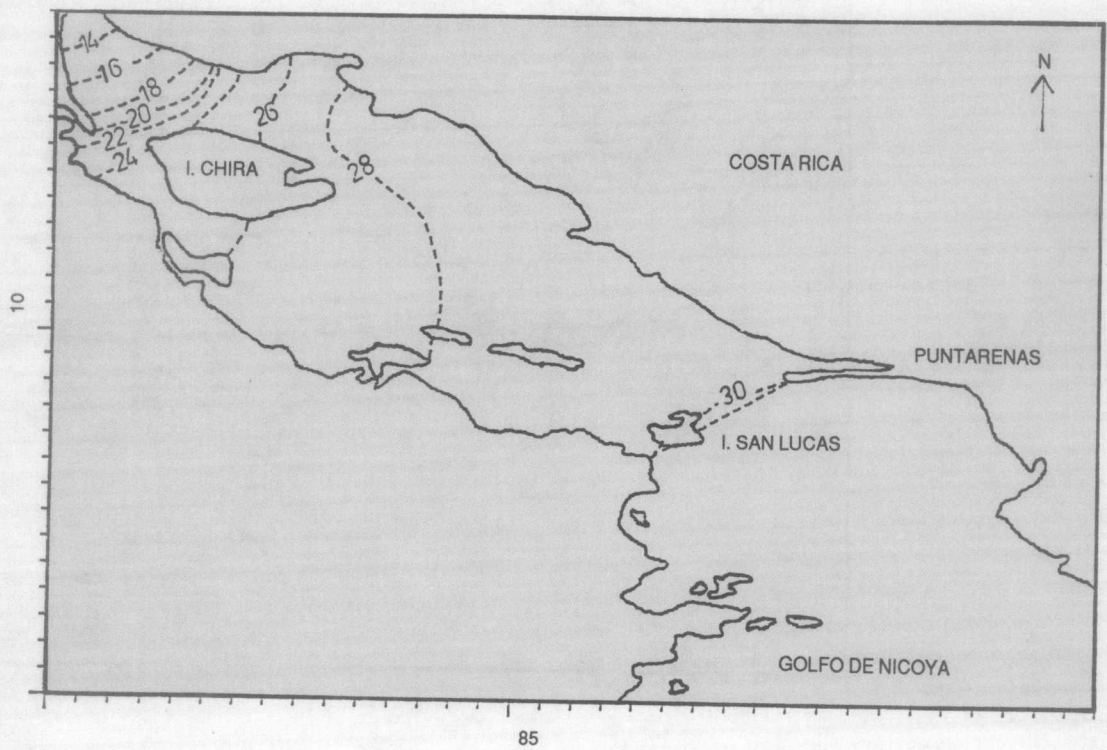 14
16
18
20
22
24
26
28
N
COSTA RICA
I. CHIRA
10
PUNTARENAS
30
I. SAN LUCAS
GOLFO DE NICOYA
85